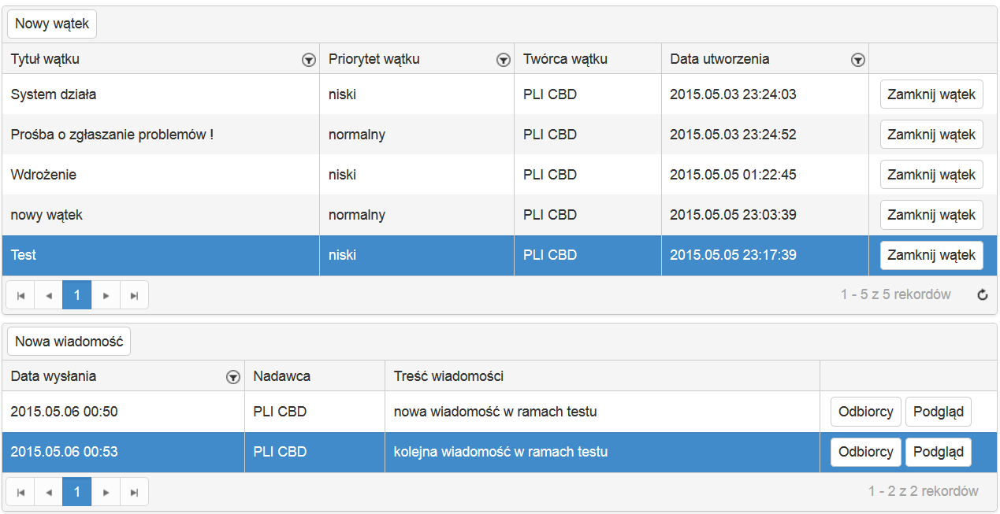 Nowy wątek
Tytuł wątku Priorytet wątku Twórca wątku Data utworzenia
System działa niski PLI CBD 2015.05.03 23:24:03 Zamknij wątek
Prośba o zgłaszanie problemów ! normalny PLI CBD 2015.05.03 23:24:52 Zamknij wątek
Wdrożenie niski PLI CBD 2015.05.05 01:22:45 Zamknij wątek
nowy wątek normalny PLI CBD 2015.05.05 23:03:39 Zamknij wątek
Test niski PLI CBD 2015.05.05 23:17:39 Zamknij wątek
1 1 - 5 z 5 rekordów
Nowa wiadomość
Data wysłania Nadawca Treść wiadomości
2015.05.06 00:50 PLI CBD nowa wiadomość w ramach testu Odbiorcy Podgląd
2015.05.06 00:53 PLI CBD kolejna wiadomość w ramach testu Odbiorcy Podgląd
1 1 - 2 z 2 rekordów